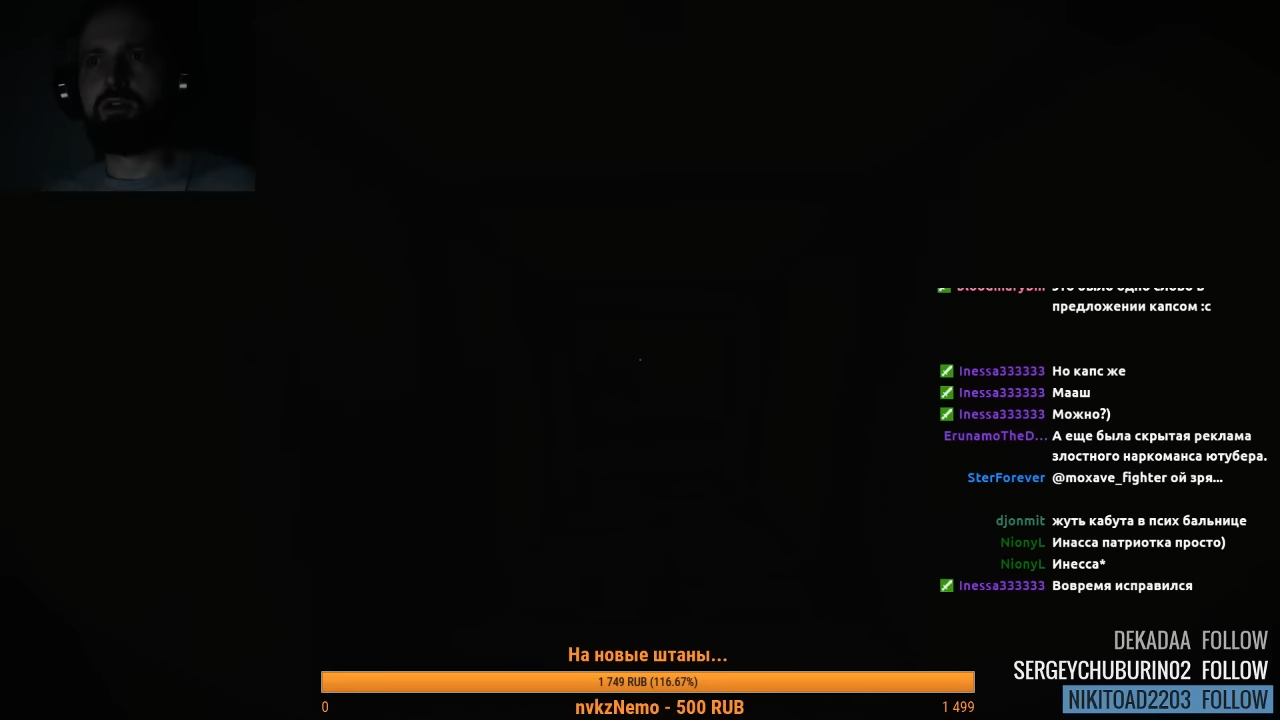 предложении капсом :с
Inessa333333 Но капс же
Inessa333333 Мааш
Inessa333333 Можно?)
ErunamoTheD... А еще была скрытая реклама
злостного наркоманса ютубера.
SterForever @moxave_fighter ой зря...
djonmit жуть кабута в псих бальнице
NionyL Инасса патриотка просто)
NionyL Инесса*
Inessa333333 Вовремя исправился
DEKADAA FOLLOW
SERGEYCHUBURINO2 FOLLOW
NIKITOAD2203 FOLLOW
На новые штаны...
1 749 RUB (116.67%)
0 nvkzNemo - 500 RUB 1 499